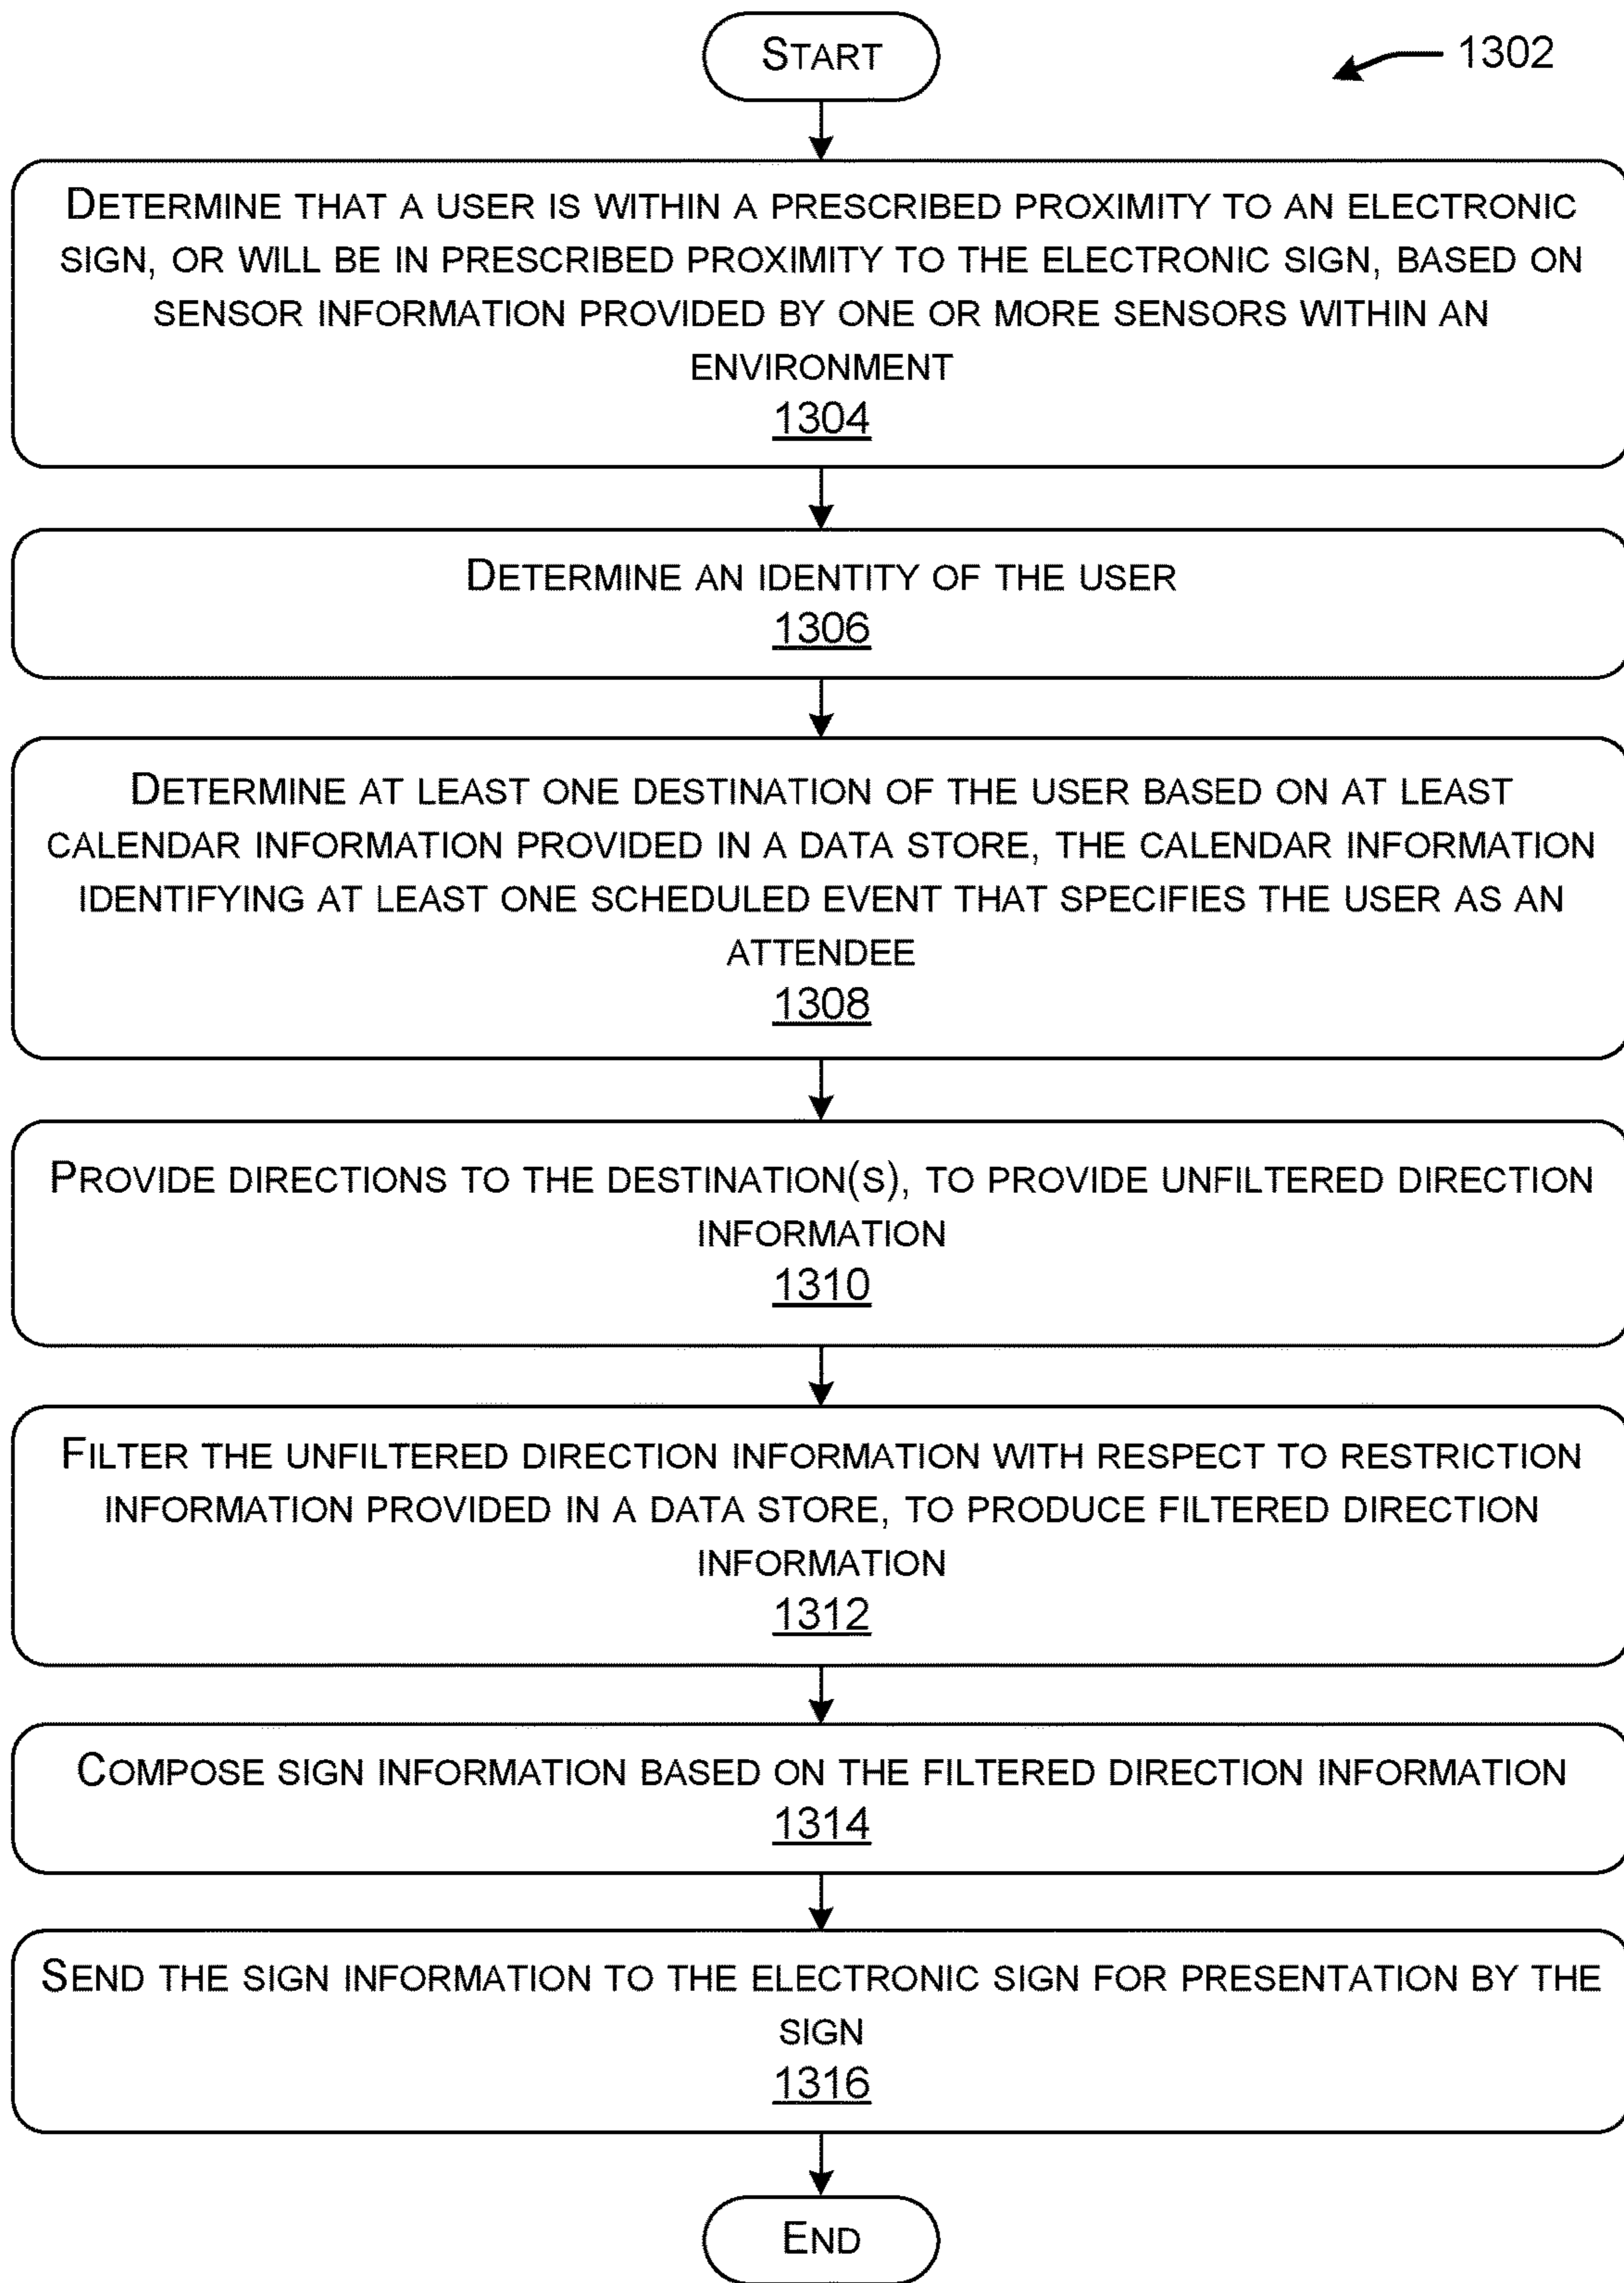 START
1302
DETERMINE THAT A USER IS WITHIN A PRESCRIBED PROXIMITY TO AN ELECTRONIC
SIGN, OR WILL BE IN PRESCRIBED PROXIMITY TO THE ELECTRONIC SIGN, BASED ON
SENSOR INFORMATION PROVIDED BY ONE OR MORE SENSORS WITHIN AN
ENVIRONMENT
1304
DETERMINE AN IDENTITY OF THE USER
1306
DETERMINE AT LEAST ONE DESTINATION OF THE USER BASED ON AT LEAST
CALENDAR INFORMATION PROVIDED IN A DATA STORE, THE CALENDAR INFORMATION
IDENTIFYING AT LEAST ONE SCHEDULED EVENT THAT SPECIFIES THE USER AS AN
ATTENDEE
1308
PROVIDE DIRECTIONS TO THE DESTINATION(S), TO PROVIDE UNFILTERED DIRECTION
INFORMATION
1310
FILTER THE UNFILTERED DIRECTION INFORMATION WITH RESPECT TO RESTRICTION
INFORMATION PROVIDED IN A DATA STORE, TO PRODUCE FILTERED DIRECTION
INFORMATION
1312
COMPOSE SIGN INFORMATION BASED ON THE FILTERED DIRECTION INFORMATION
1314
SEND THE SIGN INFORMATION TO THE ELECTRONIC SIGN FOR PRESENTATION BY THE
SIGN
1316
END